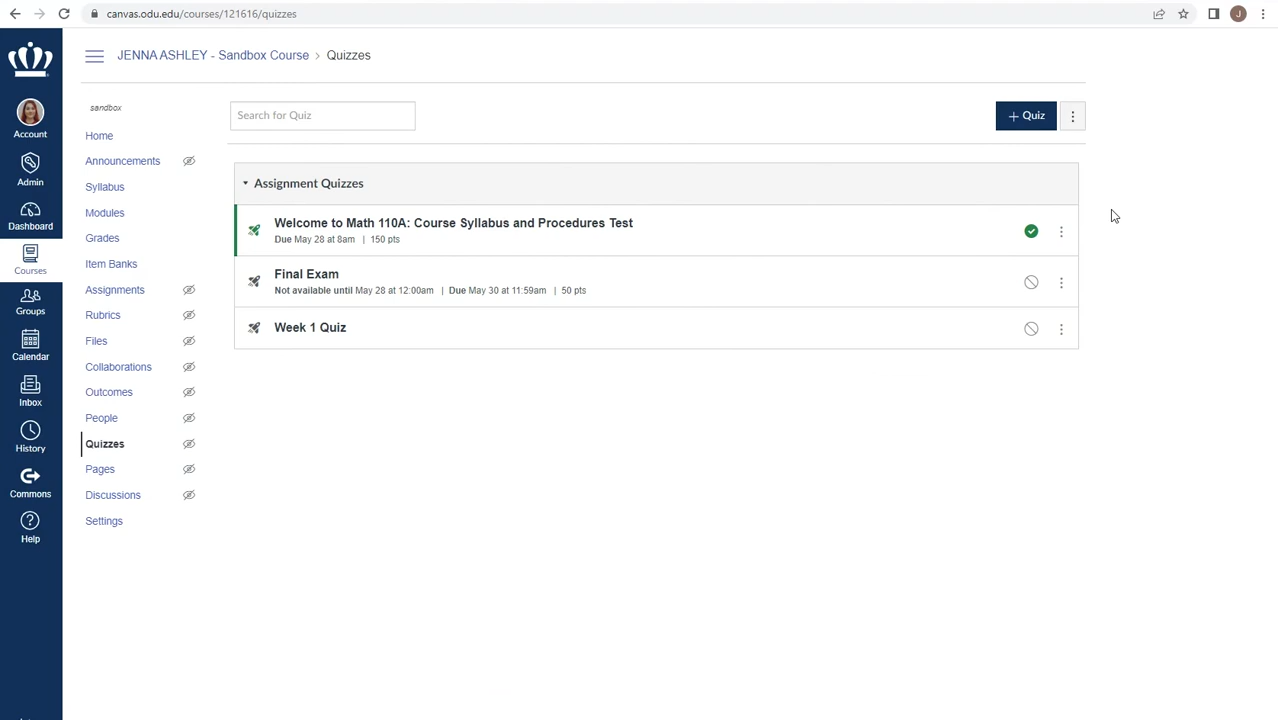 canvas.odu.edu/courses/121616/quizzes
J
JENNA ASHLEY - Sandbox Course › Quizzes
Account
Admin
Dashboard
Courses
Groups
Calendar
Inbox
History
Commons
Help
sandbox
Home
Announcements
Syllabus
Modules
Grades
Item Banks
Assignments
Rubrics
Files
Collaborations
Outcomes
People
Quizzes
Pages
Discussions
Settings
Search for Quiz
+ Quiz
Assignment Quizzes
Welcome to Math 110A: Course Syllabus and Procedures Test
Due May 28 at 8am | 150 pts
Final Exam
Not available until May 28 at 12:00am | Due May 30 at 11:59am | 50 pts
Week 1 Quiz